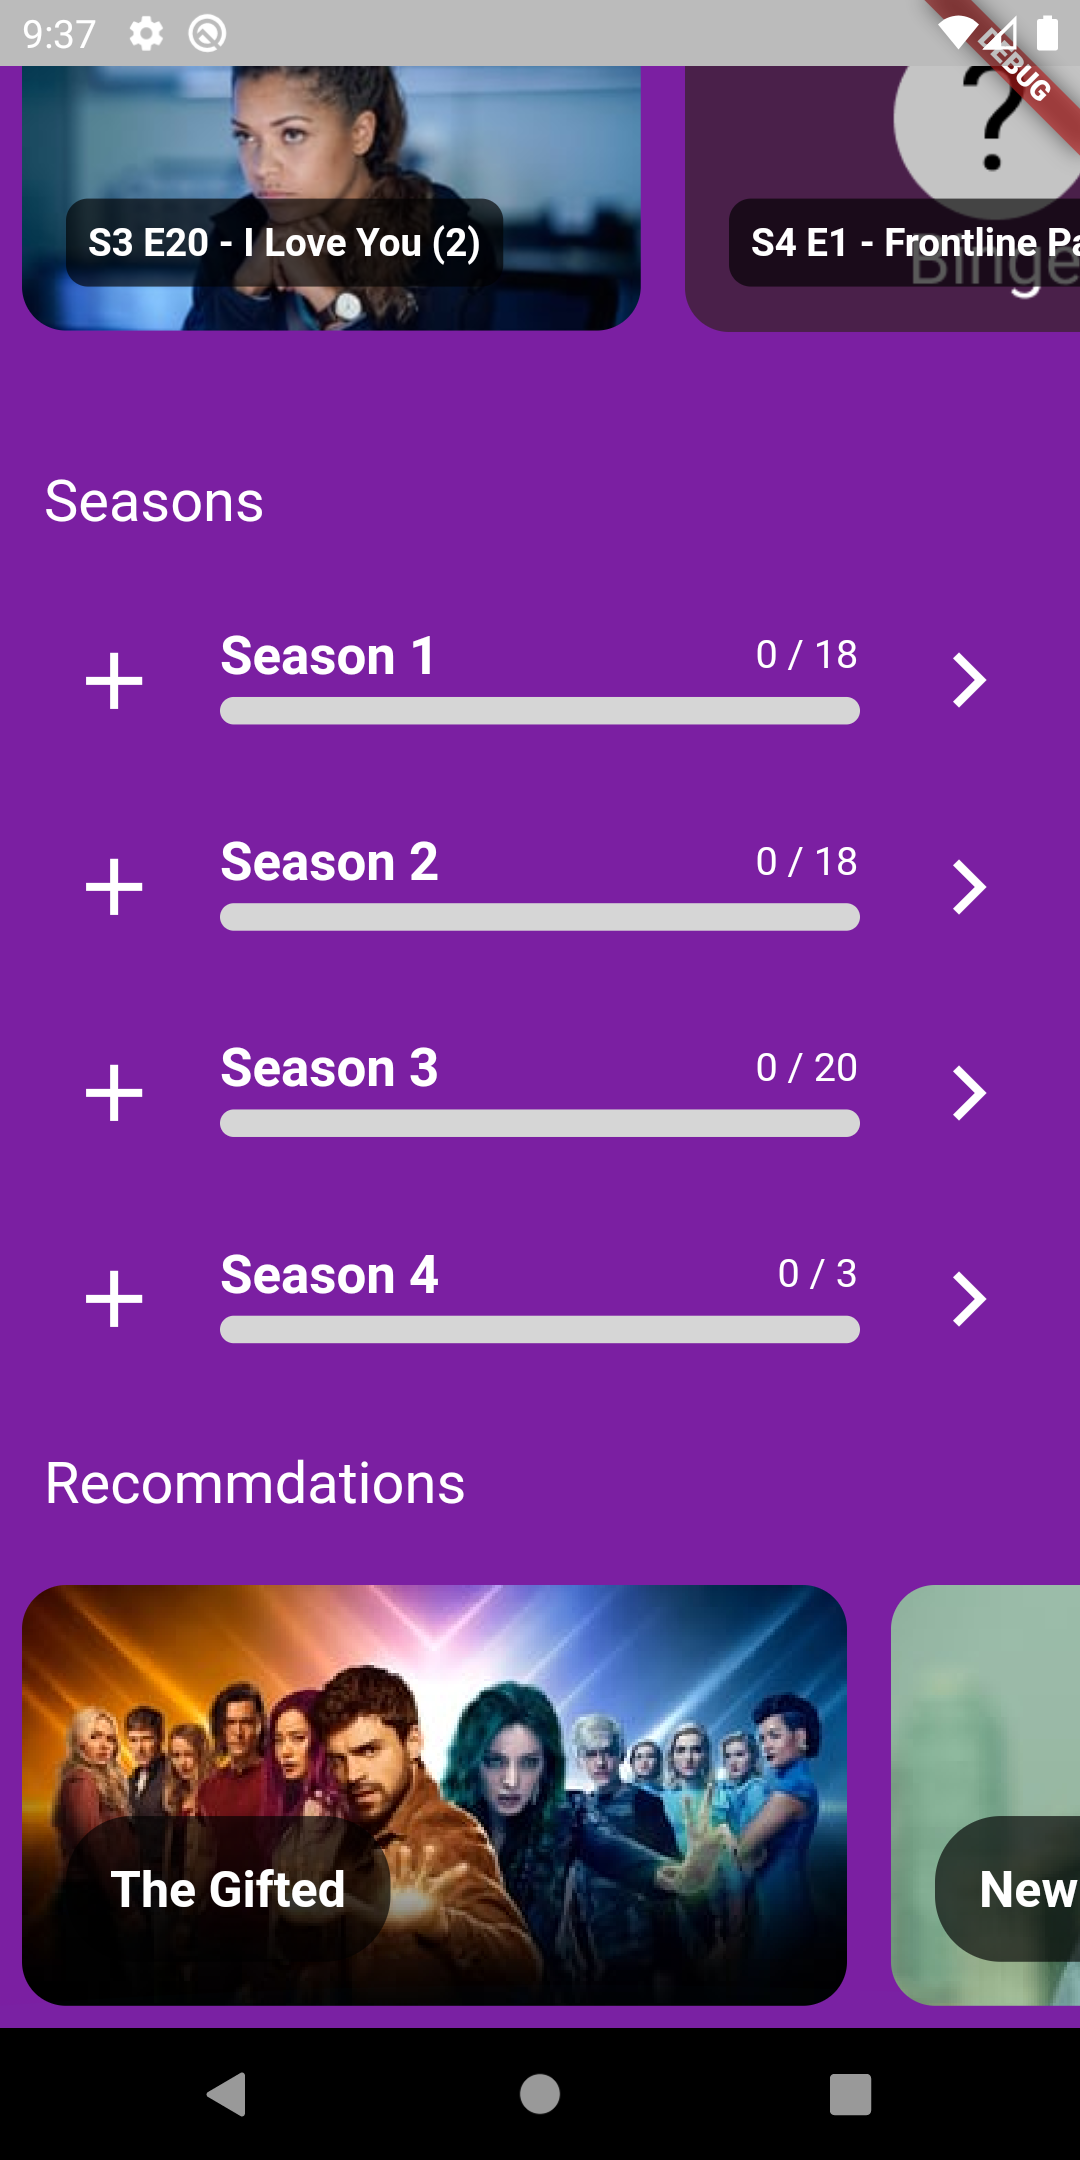 9:37
DEBUG
?
S3 E20 - I Love You (2)
S4 E1 - Frontline Pa
Binge
Seasons
Season 1
0 / 18
Season 2
0 / 18
Season 3
0 / 20
Season 4
0 / 3
Recommdations
The Gifted
New